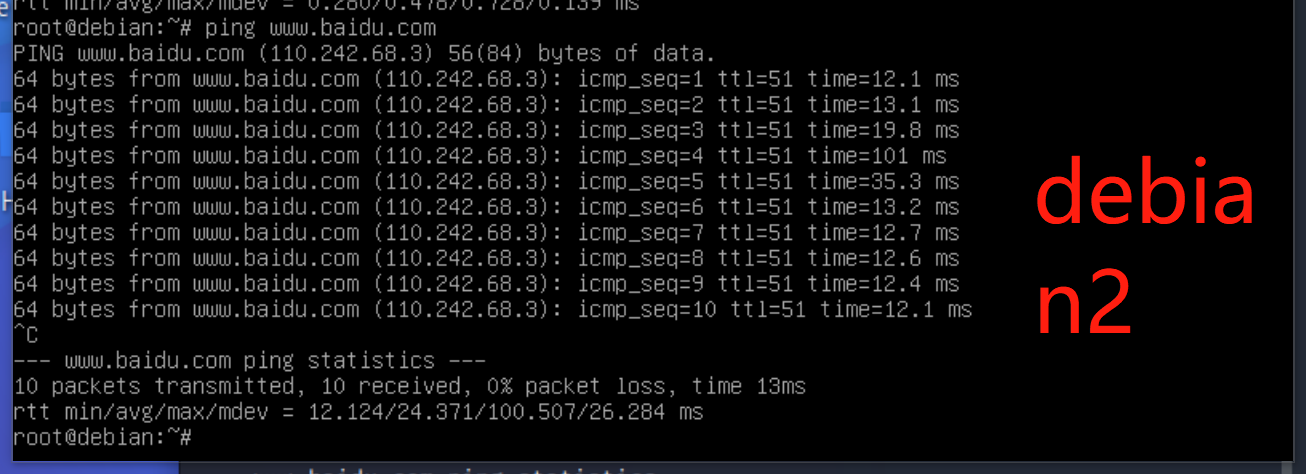 rtt min/avg/max/mdev = 0.280/0.478/0.728/0.139 ms
root@debian:~# ping www.baidu.com
PING www.baidu.com (110.242.68.3) 56(84) bytes of data.
64 bytes from www.baidu.com (110.242.68.3): icmp_seq=1 ttl=51 time=12.1 ms
64 bytes from www.baidu.com (110.242.68.3): icmp_seq=2 ttl=51 time=13.1 ms
64 bytes from www.baidu.com (110.242.68.3): icmp_seq=3 ttl=51 time=19.8 ms
64 bytes from www.baidu.com (110.242.68.3): icmp_seq=4 ttl=51 time=101 ms
64 bytes from www.baidu.com (110.242.68.3): icmp_seq=5 ttl=51 time=35.3 ms
64 bytes from www.baidu.com (110.242.68.3): icmp_seq=6 ttl=51 time=13.2 ms
64 bytes from www.baidu.com (110.242.68.3): icmp_seq=7 ttl=51 time=12.7 ms
64 bytes from www.baidu.com (110.242.68.3): icmp_seq=8 ttl=51 time=12.6 ms
64 bytes from www.baidu.com (110.242.68.3): icmp_seq=9 ttl=51 time=12.4 ms
64 bytes from www.baidu.com (110.242.68.3): icmp_seq=10 ttl=51 time=12.1 ms
^C
--- www.baidu.com ping statistics ---
10 packets transmitted, 10 received, 0% packet loss, time 13ms
rtt min/avg/max/mdev = 12.124/24.371/100.507/26.284 ms
root@debian:~#
debia
n2